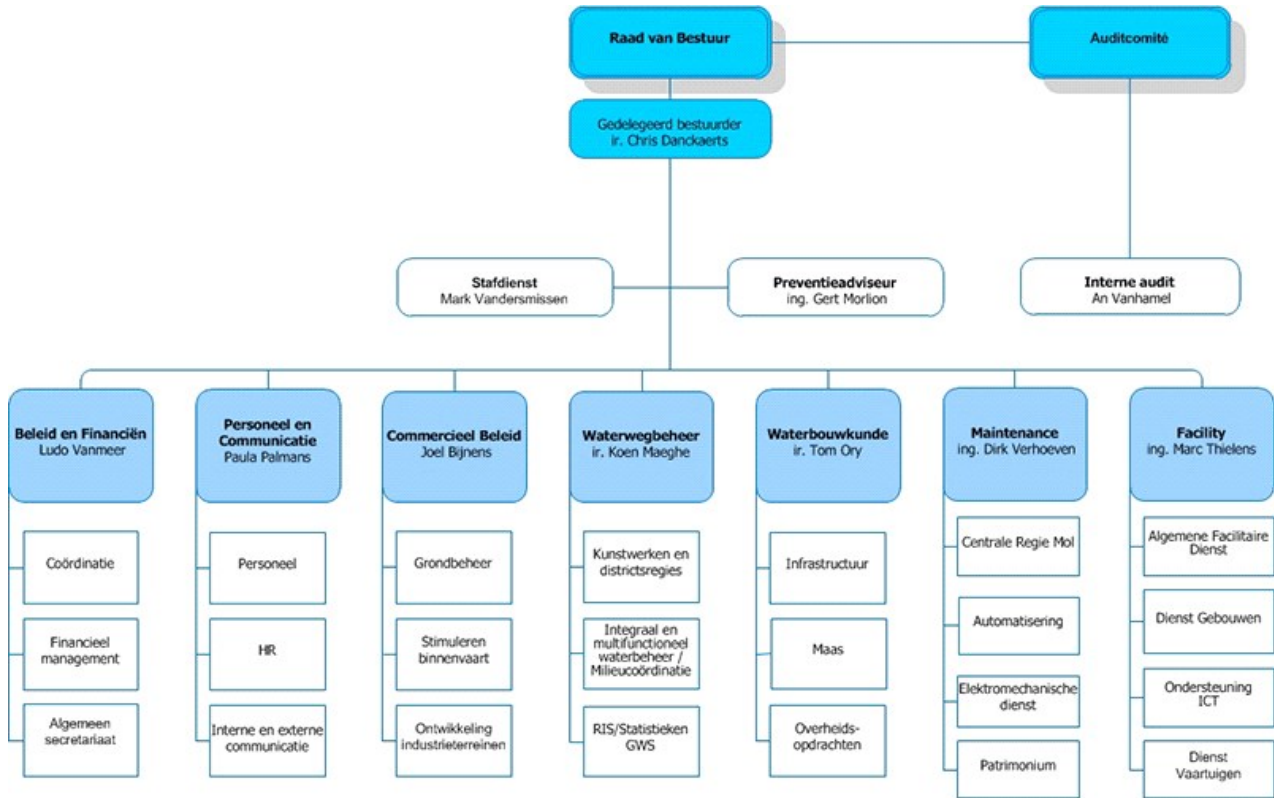 Raad van Bestuur
Auditcomité
Gedelegeerd bestuurder
ir. Chris Danckaerts
Stafdienst
Mark Vandersmissen
Preventieadviseur
ing. Gert Morlion
Interne audit
An Vanhamel
Beleid en Financiën
Ludo Vanmeer
Coördinatie
Financieel
management
Algemeen
secretariaat
Personeel en
Communicatie
Paula Palmans
Personeel
HR
Interne en externe
communicatie
Commercieel Beleid
Joel Bijnens
Grondbeheer
Stimuleren
binnenvaart
Ontwikkeling
industrieterreinen
Waterwegbeheer
ir. Koen Maeghe
Kunstwerken en
districtsregies
Integraal en
multifunctioneel
waterbeheer /
Milieucoördinatie
RIS/Statistieken
GWS
Waterbouwkunde
ir. Tom Ory
Infrastructuur
Maas
Overheids-
opdrachten
Maintenance
ing. Dirk Verhoeven
Centrale Regie Mol
Automatisering
Elektromechanische
dienst
Patrimonium
Facility
ing. Marc Thielens
Algemene Facilitaire
Dienst
Dienst Gebouwen
Ondersteuning
ICT
Dienst
Vaartuigen